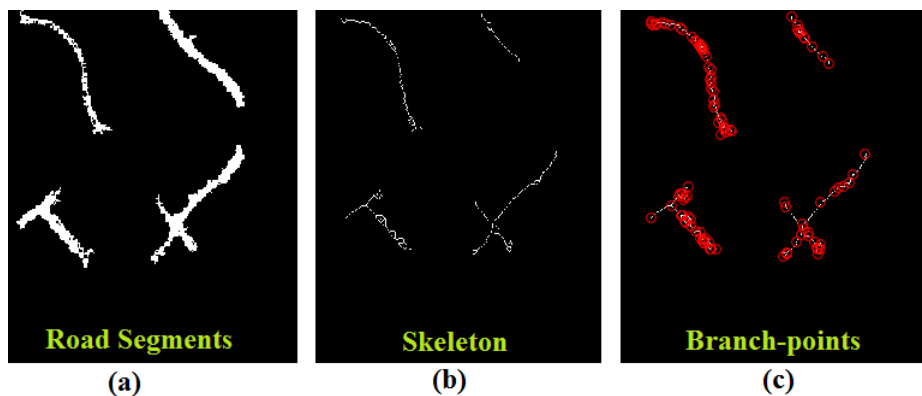 Road Segments
Skeleton
Branch-points
(a)
(b)
(c)